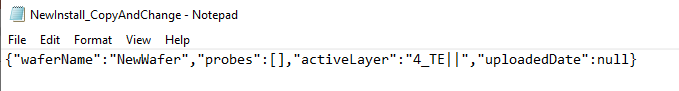 NewInstall_CopyAndChange - Notepad
File Edit Format View Help
{"waferName":"NewWafer","probes":[],"activeLayer":"4_TE||","uploadedDate":null}